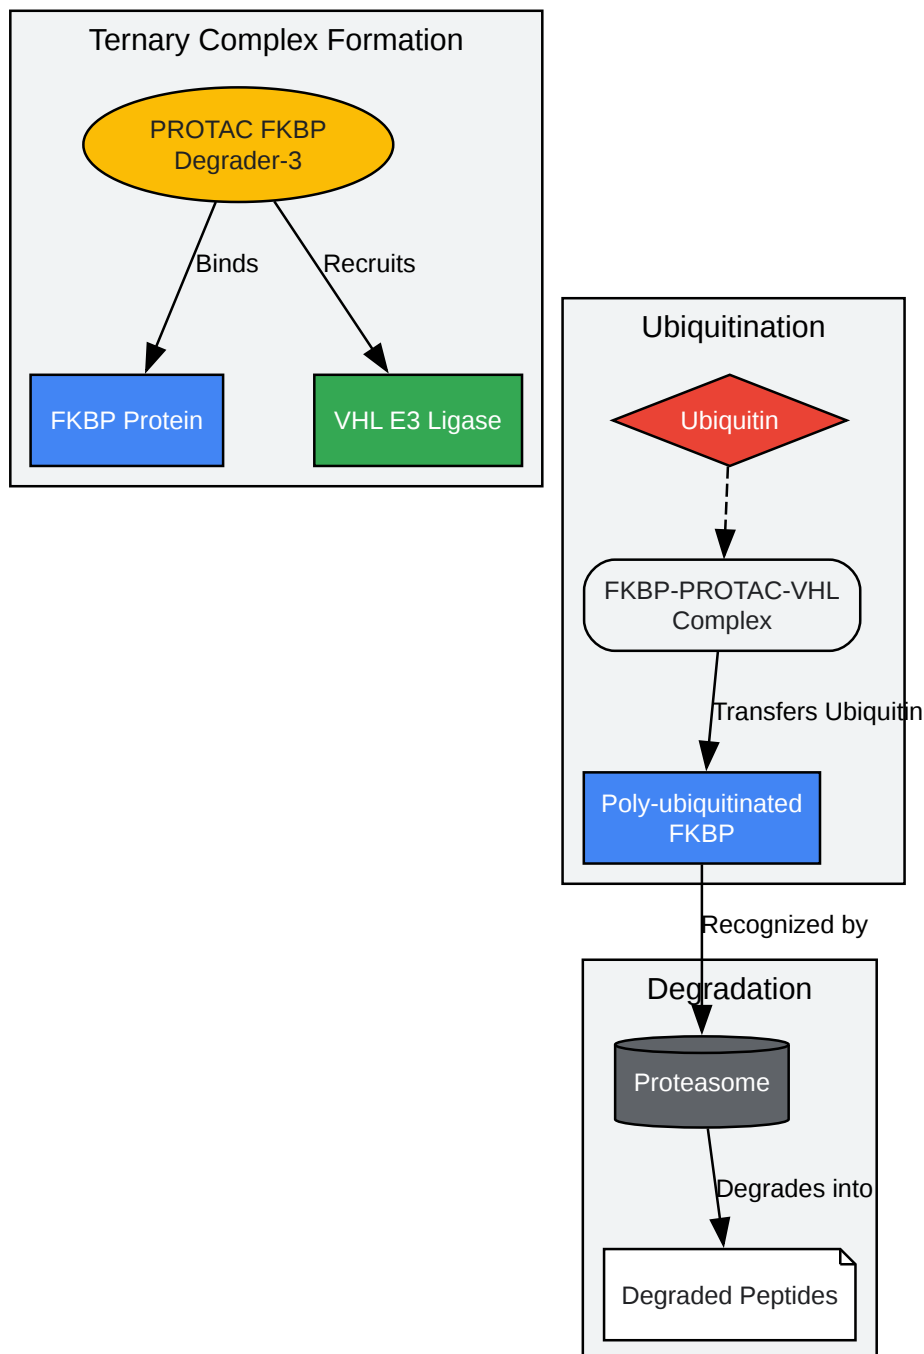 Ternary Complex Formation
PROTAC FKBP
Degrader-3
Binds
Recruits
FKBP Protein
VHL E3 Ligase
Ubiquitination
Ubiquitin
FKBP-PROTAC-VHL
Complex
Transfers Ubiquitin
Poly-ubiquitinated
FKBP
Recognized by
Degradation
Proteasome
Degrades into
Degraded Peptides